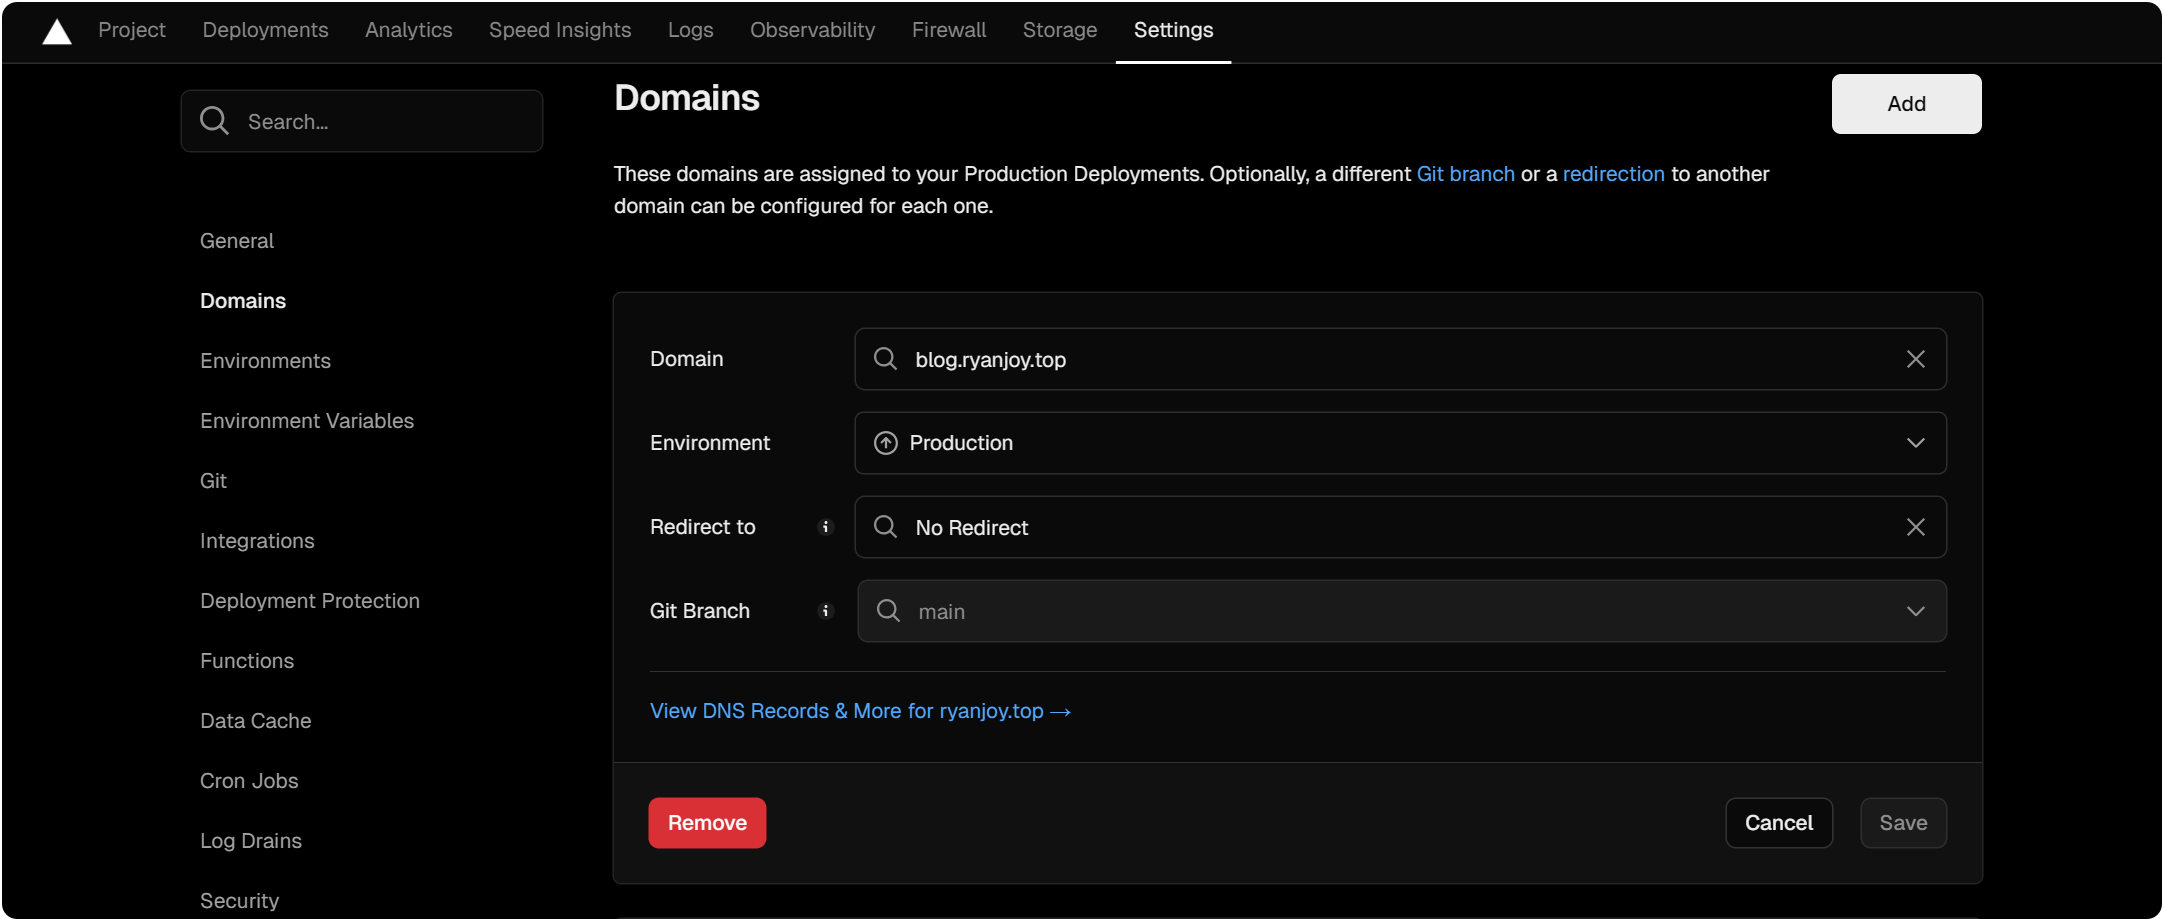 Project Deployments Analytics Speed Insights Logs Observability Firewall Storage Settings
Search...
General
Domains
Environments
Environment Variables
Git
Integrations
Deployment Protection
Functions
Data Cache
Cron Jobs
Log Drains
Security
Domains
Add
These domains are assigned to your Production Deployments. Optionally, a different Git branch or a redirection to another
domain can be configured for each one.
Domain blog.ryanjoy.top
Environment Production
Redirect to No Redirect
Git Branch main
View DNS Records & More for ryanjoy.top →
Remove Cancel Save